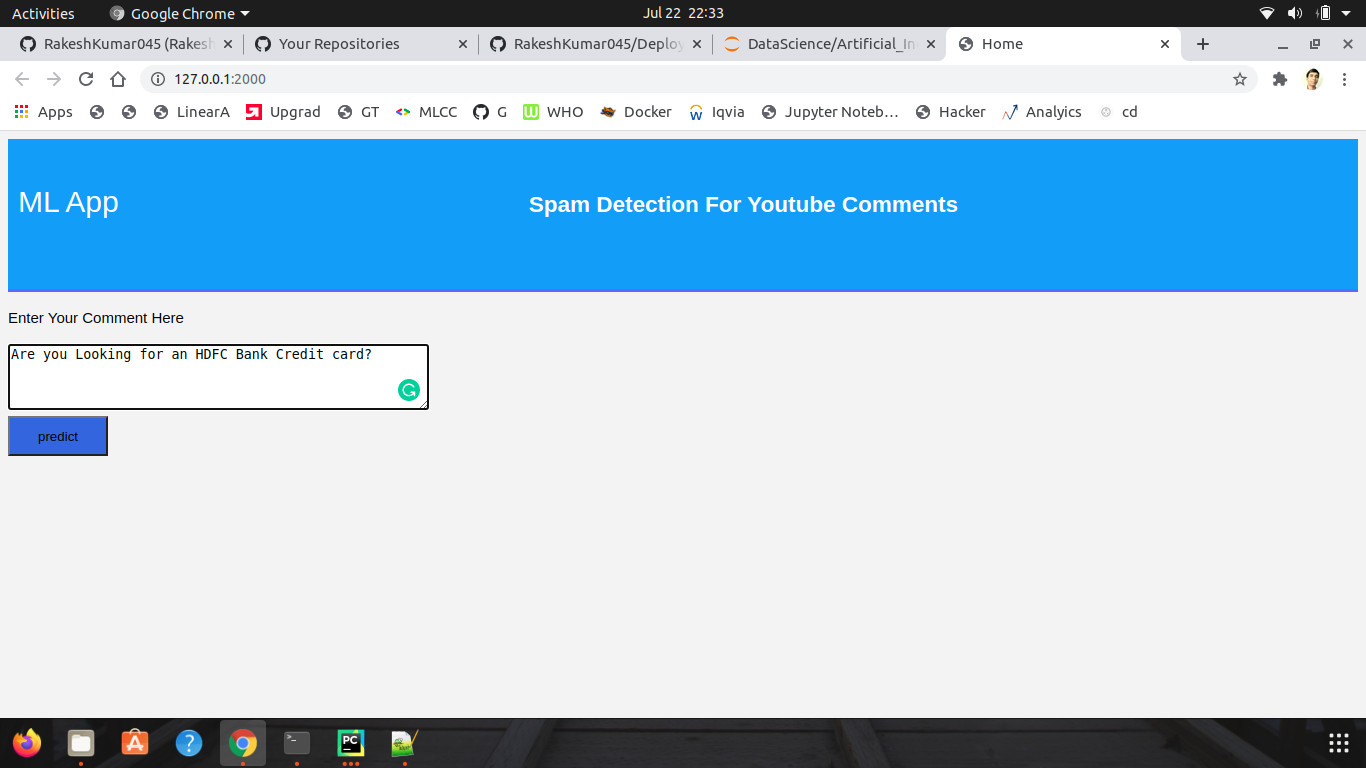 Activities Google Chrome Jul 22 22:33
RakeshKumar045 (Rakesh Your Repositories RakeshKumar045/Deploy DataScience/Artificial_In Home
127.0.0.1:2000
Apps LinearA Upgrad GT MLCC G WHO Docker Iqvia Jupyter Noteb… Hacker Analyics cd
ML App Spam Detection For Youtube Comments
Enter Your Comment Here
Are you Looking for an HDFC Bank Credit card?
predict
PC